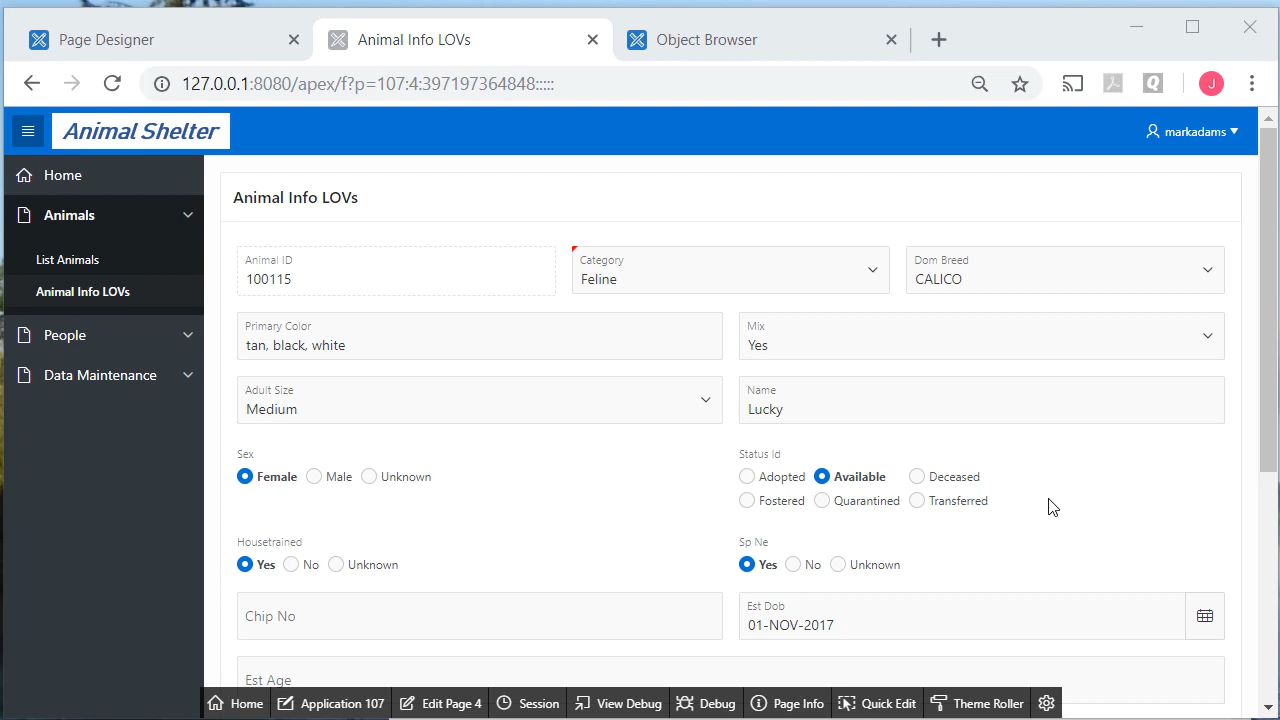 Page Designer
Animal Info LOVs
Object Browser
127.0.0.1:8080/apex/f?p=107:4:397197364848:::::
J
Animal Shelter
markadams
Home
Animals
List Animals
Animal Info LOVs
People
Data Maintenance
Animal Info LOVs
Animal ID
100115
Category
Feline
Dom Breed
CALICO
Primary Color
tan, black, white
Mix
Yes
Adult Size
Medium
Name
Lucky
Sex
Female Male Unknown
Status Id
Adopted Available Deceased
Fostered Quarantined Transferred
Housetrained
Yes No Unknown
Sp Ne
Yes No Unknown
Chip No
Est Dob
01-NOV-2017
Est Age
Home Application 107 Edit Page 4 Session View Debug Debug Page Info Quick Edit Theme Roller